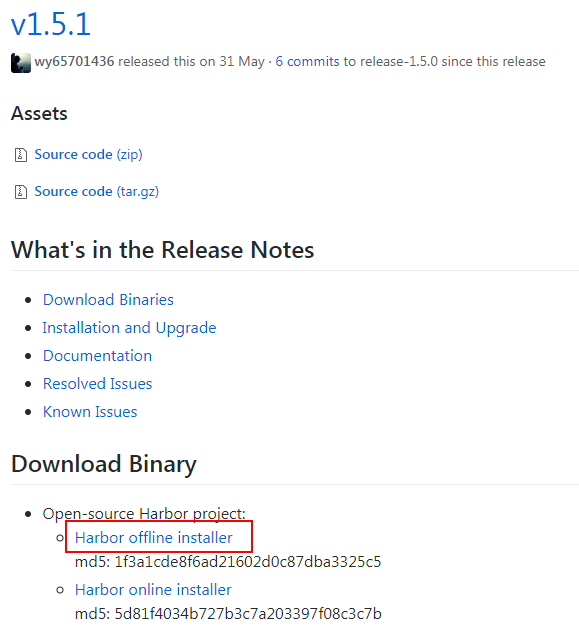 v1.5.1
wy65701436 released this on 31 May · 6 commits to release-1.5.0 since this release
Assets
Source code (zip)
Source code (tar.gz)
What's in the Release Notes
Download Binaries
Installation and Upgrade
Documentation
Resolved Issues
Known Issues
Download Binary
Open-source Harbor project:
Harbor offline installer
md5: 1f3a1cde8f6ad21602d0c87dba3325c5
Harbor online installer
md5: 5d81f4034b727b3c7a203397f08c3c7b